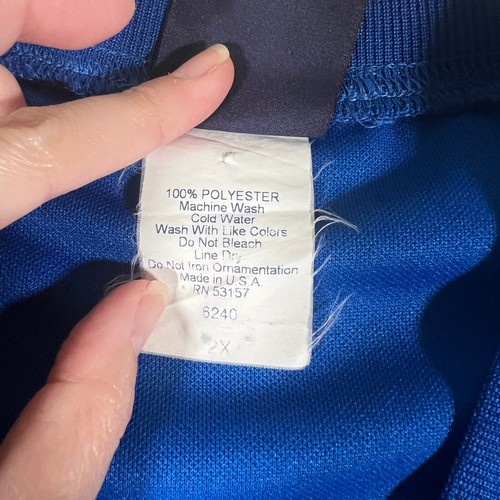 100% POLYESTER
Machine Wash
Cold Water
Wash With Like Colors
Do Not Bleach
Line Dry
Do Not Iron Ornamentation
Made in U.S.A.
RN 53157
6240
2X